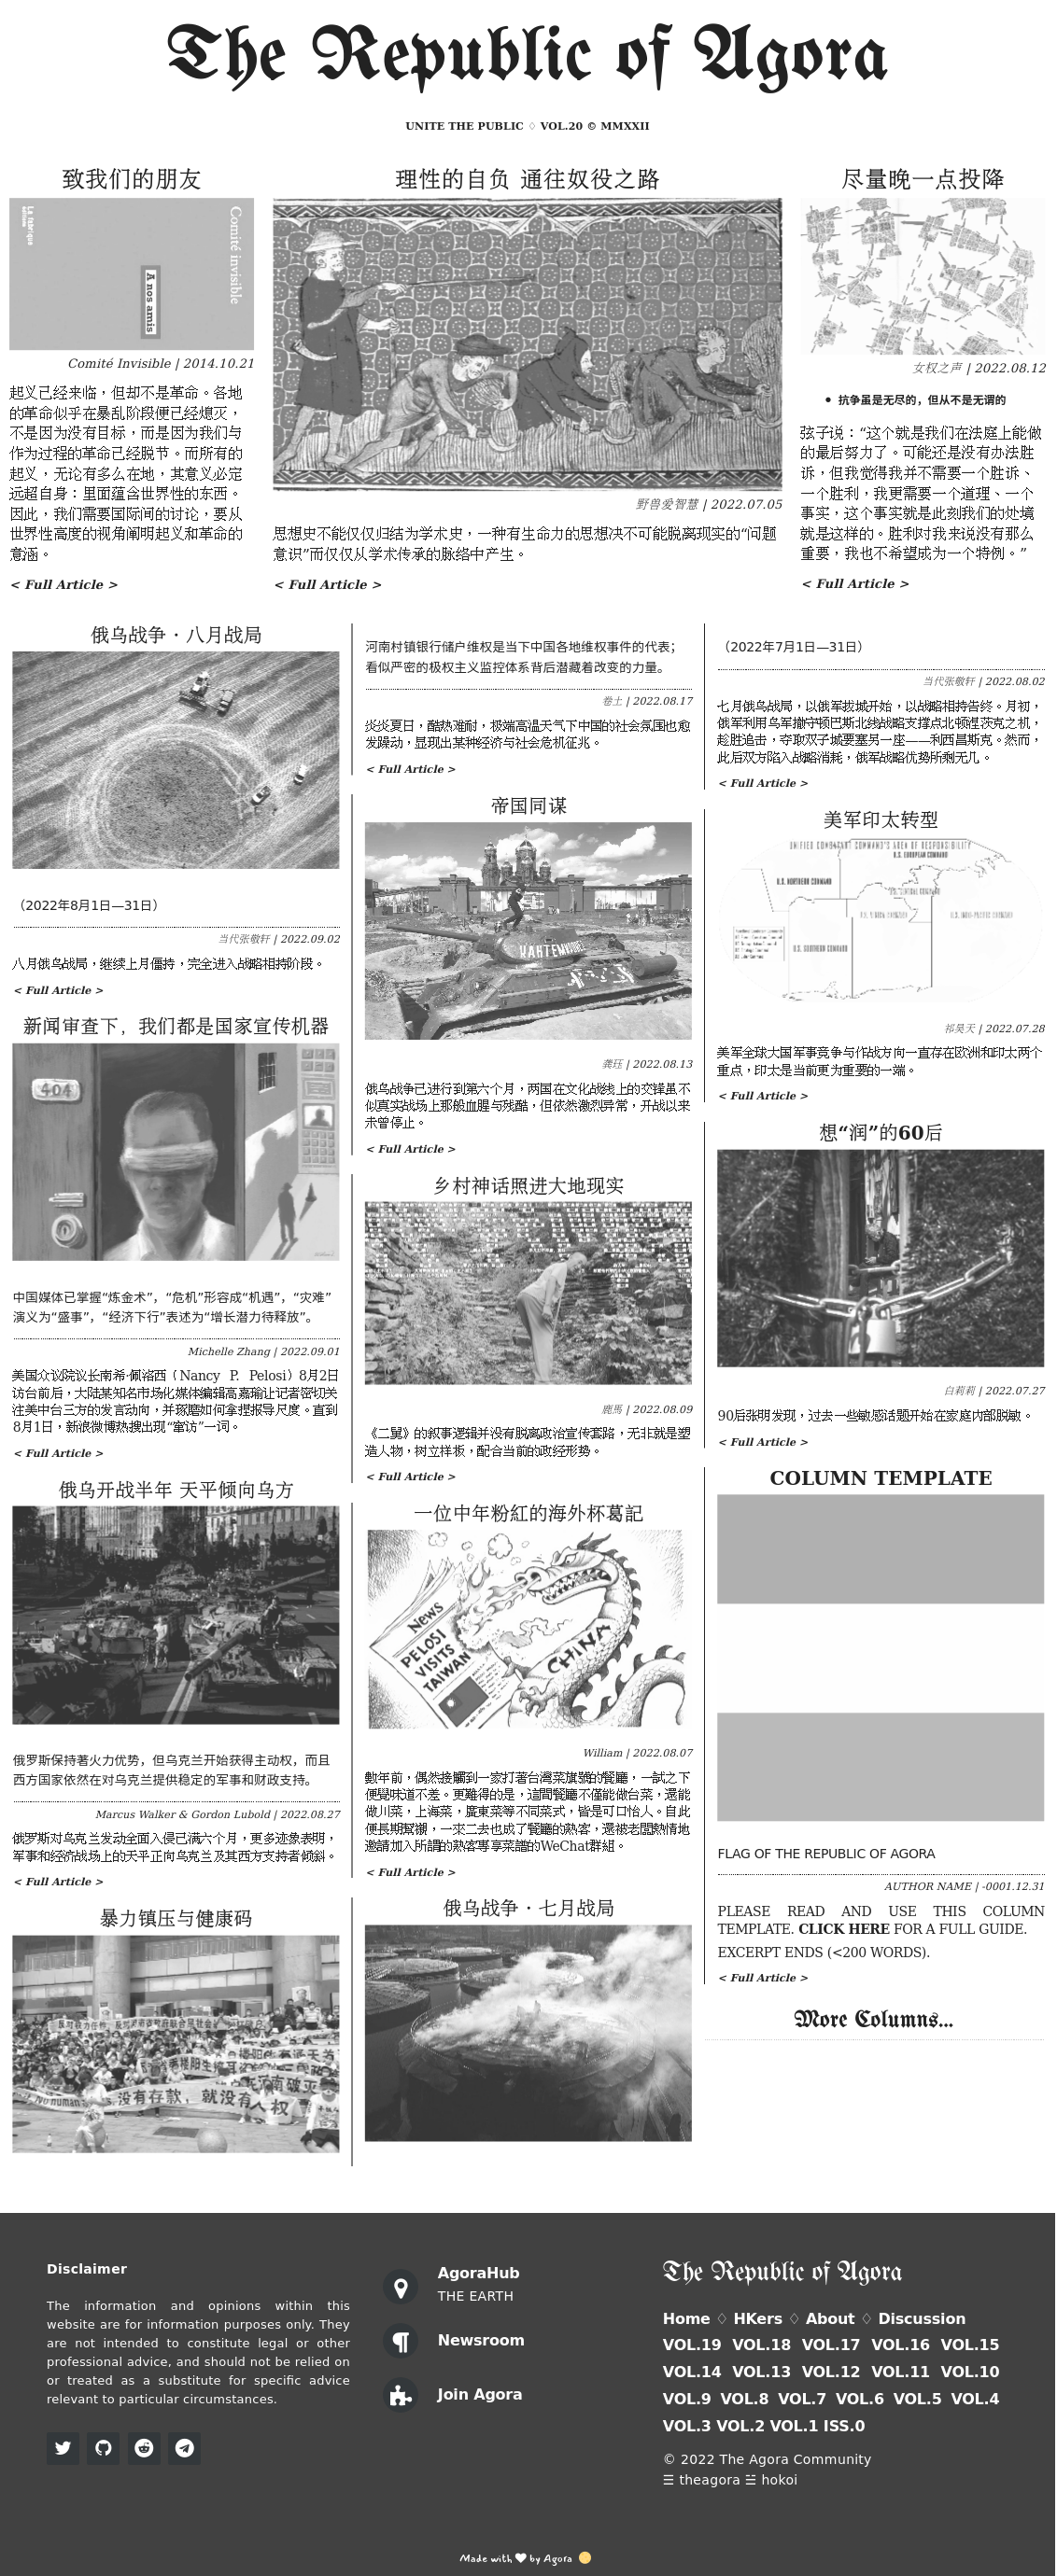 The Republic of Agora
UNITE THE PUBLIC ♢ VOL.20 © MMXXII
致我们的朋友
La fabrique
éditions
Comité invisible
A nos amis
Comité Invisible | 2014.10.21
起义已经来临，但却不是革命。各地
的革命似乎在暴乱阶段便已经熄灭，
不是因为没有目标，而是因为我们与
作为过程的革命已经脱节。而所有的
起义，无论有多么在地，其意义必定
远超自身：里面蕴含世界性的东西。
因此，我们需要国际间的讨论，要从
世界性高度的视角阐明起义和革命的
意涵。
< Full Article >
理性的自负 通往奴役之路
野兽爱智慧 | 2022.07.05
思想史不能仅仅归结为学术史，一种有生命力的思想决不可能脱离现实的“问题
意识”而仅仅从学术传承的脉络中产生。
< Full Article >
尽量晚一点投降
女权之声 | 2022.08.12
• 抗争虽是无尽的，但从不是无谓的
弦子说：“这个就是我们在法庭上能做
的最后努力了。可能还是没有办法胜
诉，但我觉得我并不需要一个胜诉、
一个胜利，我更需要一个道理、一个
事实，这个事实就是此刻我们的处境
就是这样的。胜利对我来说没有那么
重要，我也不希望成为一个特例。”
< Full Article >
俄乌战争·八月战局
（2022年8月1日—31日）
当代张敬轩 | 2022.09.02
八月俄乌战局，继续上月僵持，完全进入战略相持阶段。
< Full Article >
新闻审查下，我们都是国家宣传机器
404
中国媒体已掌握“炼金术”，“危机”形容成“机遇”，“灾难”
演义为“盛事”，“经济下行”表述为“增长潜力待释放”。
Michelle Zhang | 2022.09.01
美国众议院议长南希·佩洛西（Nancy P. Pelosi）8月2日
访台前后，大陆某知名市场化媒体编辑高嘉瑜让记者密切关
注美中台三方的发言动向，并琢磨如何拿捏报导尺度。直到
8月1日，新浪微博热搜出现“窜访”一词。
< Full Article >
俄乌开战半年 天平倾向乌方
俄罗斯保持著火力优势，但乌克兰开始获得主动权，而且
西方国家依然在对乌克兰提供稳定的军事和财政支持。
Marcus Walker & Gordon Lubold | 2022.08.27
俄罗斯对乌克兰发动全面入侵已满六个月，更多迹象表明，
军事和经济战场上的天平正向乌克兰及其西方支持者倾斜。
< Full Article >
暴力镇压与健康码
没有存款，就没有人权
河南村镇银行储户维权是当下中国各地维权事件的代表；
看似严密的极权主义监控体系背后潜藏着改变的力量。
卷土 | 2022.08.17
炎炎夏日，酷热难耐，极端高温天气下中国的社会氛围也愈
发躁动，显现出某种经济与社会危机征兆。
< Full Article >
帝国同谋
龚珏 | 2022.08.13
俄乌战争已进行到第六个月，两国在文化战线上的交锋虽不
似真实战场上那般血腥与残酷，但依然激烈异常，开战以来
未曾停止。
< Full Article >
乡村神话照进大地现实
鹿马 | 2022.08.09
《二舅》的叙事逻辑并没有脱离政治宣传套路，无非就是塑
造人物，树立样板，配合当前的政经形势。
< Full Article >
一位中年粉紅的海外杯葛記
News
PELOSI
VISITS
TAIWAN
CHINA
William | 2022.08.07
數年前，偶然接觸到一家打著台灣菜旗號的餐廳，一試之下
便覺味道不差。更難得的是，這間餐廳不僅能做台菜，還能
做川菜，上海菜，廣東菜等不同菜式，皆是可口怡人。自此
便長期幫襯，一來二去也成了餐廳的熟客，還被老闆熱情地
邀請加入所謂的熟客專享菜譜的WeChat群組。
< Full Article >
俄乌战争·七月战局
（2022年7月1日—31日）
当代张敬轩 | 2022.08.02
七月俄乌战局，以俄军拔城开始，以战略相持告终。月初，
俄军利用乌军撤守顿巴斯北线战略支撑点北顿涅茨克之机，
趁胜追击，夺取双子城要塞另一座——利西昌斯克。然而，
此后双方陷入战略消耗，俄军战略优势所剩无几。
< Full Article >
美军印太转型
UNIFIED COMBATANT COMMAND'S AREA OF RESPONSIBILITY
U.S. EUROPEAN COMMAND
U.S. NORTHERN COMMAND
U.S. CENTRAL COMMAND
U.S. AFRICA COMMAND
U.S. INDO-PACIFIC COMMAND
U.S. SOUTHERN COMMAND
祁昊天 | 2022.07.28
美军全球大国军事竞争与作战方向一直存在欧洲和印太两个
重点，印太是当前更为重要的一端。
< Full Article >
想“润”的60后
白莉莉 | 2022.07.27
90后张明发现，过去一些敏感话题开始在家庭内部脱敏。
< Full Article >
COLUMN TEMPLATE
FLAG OF THE REPUBLIC OF AGORA
AUTHOR NAME | -0001.12.31
PLEASE READ AND USE THIS COLUMN
TEMPLATE. CLICK HERE FOR A FULL GUIDE.
EXCERPT ENDS (<200 WORDS).
< Full Article >
More Columns...
Disclaimer
The information and opinions within this
website are for information purposes only. They
are not intended to constitute legal or other
professional advice, and should not be relied on
or treated as a substitute for specific advice
relevant to particular circumstances.
AgoraHub
THE EARTH
Newsroom
Join Agora
The Republic of Agora
Home ♢ HKers ♢ About ♢ Discussion
VOL.19 VOL.18 VOL.17 VOL.16 VOL.15
VOL.14 VOL.13 VOL.12 VOL.11 VOL.10
VOL.9 VOL.8 VOL.7 VOL.6 VOL.5 VOL.4
VOL.3 VOL.2 VOL.1 ISS.0
© 2022 The Agora Community
☰ theagora ☱ hokoi
Made with ♥ by Agora